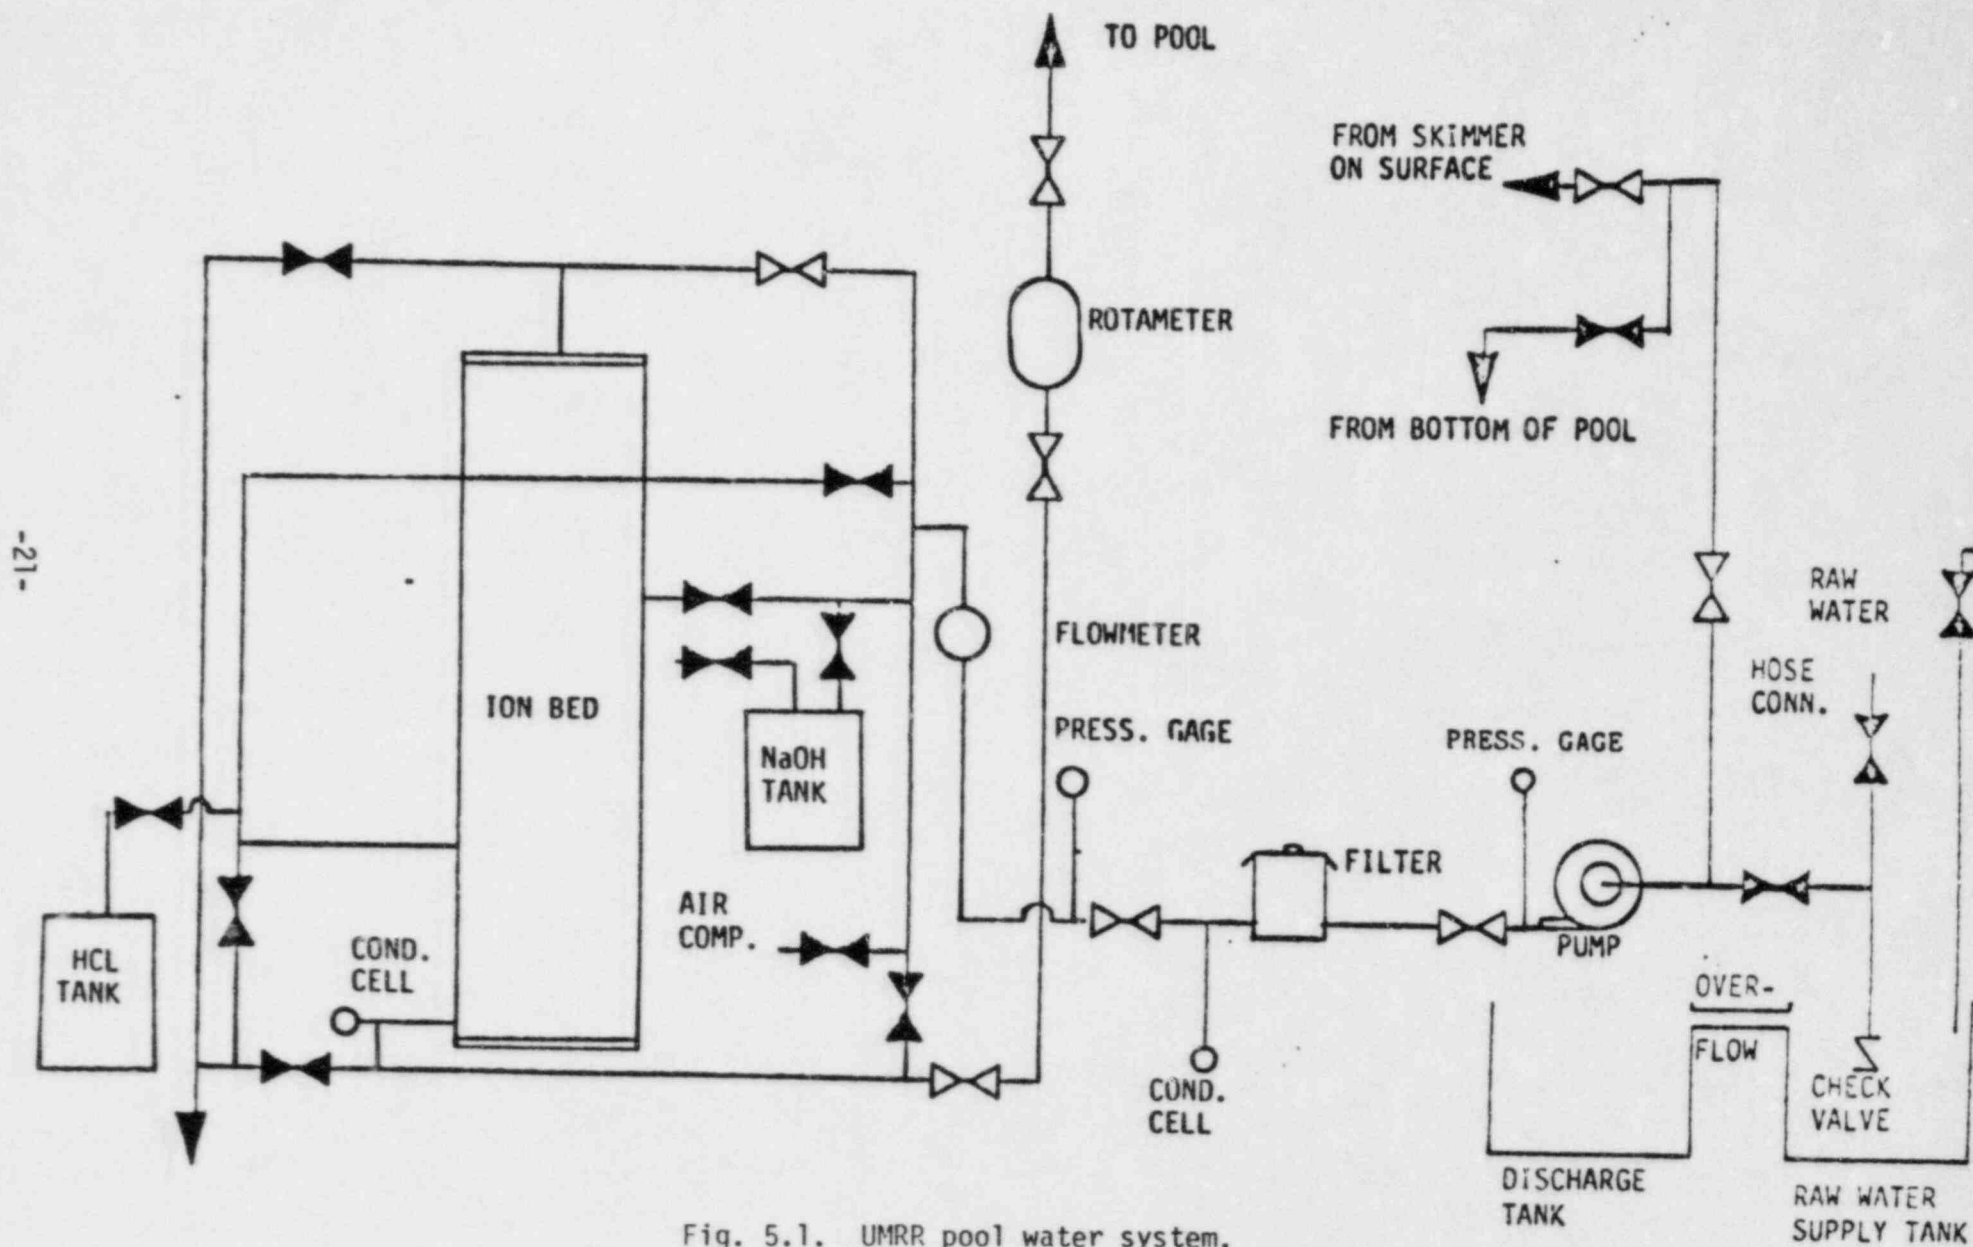 TO POOL
FROM SKIMMER
ON SURFACE
ROTAMETER
FROM BOTTOM OF POOL
-21-
RAW
WATER
FLOWMETER
HOSE
CONN.
ION BED
PRESS. GAGE
PRESS. GAGE
NaOH
TANK
FILTER
AIR
COMP.
PUMP
HCL
TANK
COND.
CELL
OVER-
FLOW
COND.
CELL
CHECK
VALVE
DISCHARGE
TANK
RAW WATER
SUPPLY TANK
Fig. 5.1. UMRR pool water system.